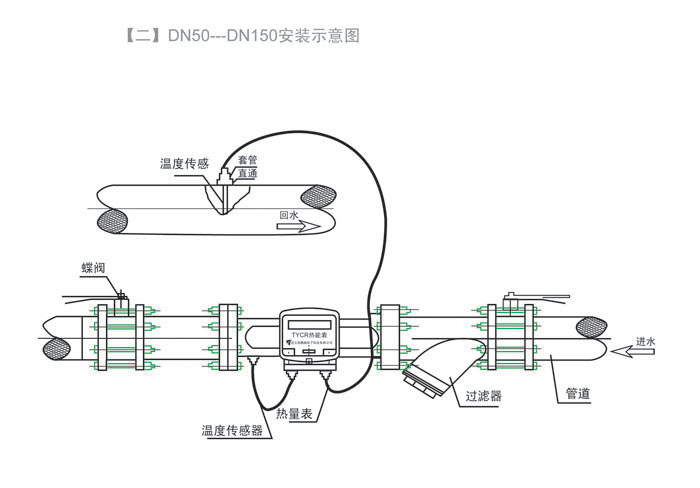 【二】DN50---DN150安装示意图
温度传感
套管
直通
回水
蝶阀
TYCR热能表
进水
管道
过滤器
热量表
温度传感器